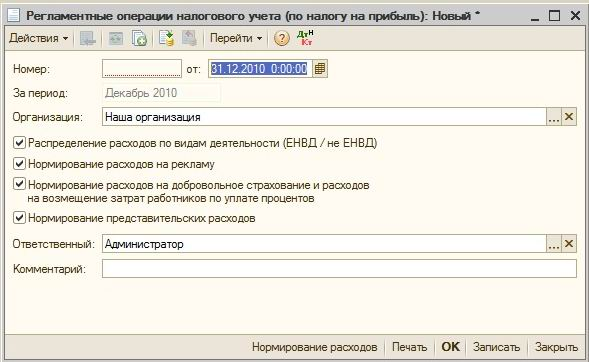 Регламентные операции налогового учета (по налогу на прибыль): Новый *
Действия Перейти ? Дт Н Кт
Номер: от: 31.12.2010 0:00:00
За период: Декабрь 2010
Организация: Наша организация ... ×
Распределение расходов по видам деятельности (ЕНВД / не ЕНВД)
Нормирование расходов на рекламу
Нормирование расходов на добровольное страхование и расходов
на возмещение затрат работников по уплате процентов
Нормирование представительских расходов
Ответственный: Администратор ... ×
Комментарий:
Нормирование расходов Печать OK Записать Закрыть